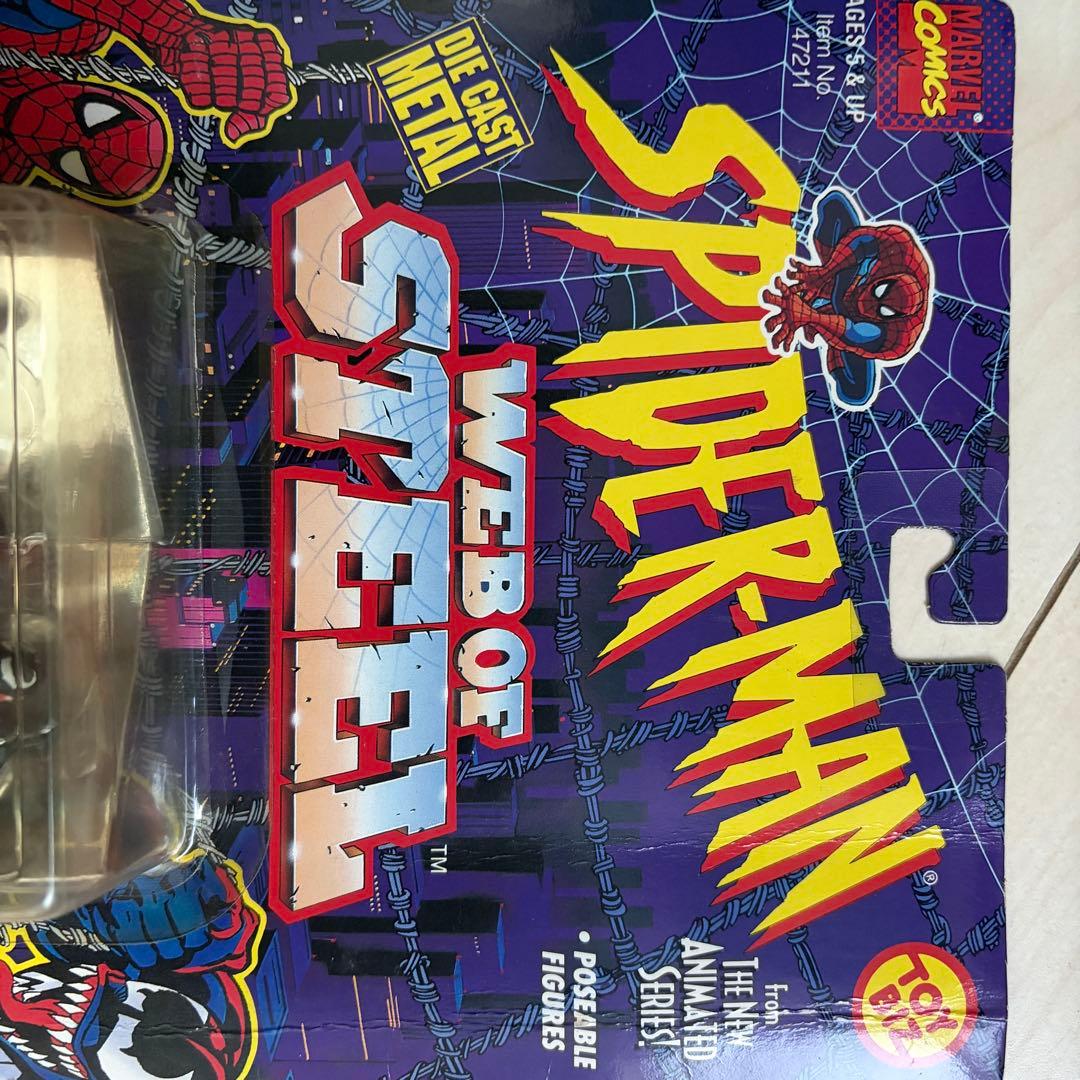 MARVEL
COMICS
TM
®
AGES 5 & UP
Item No.
47211
SPIDER-MAN®
TOY
BIZ
from
THE NEW
ANIMATED
SERIES!
• POSEABLE
FIGURES
DIE CAST
METAL
WEB OF
STEEL™